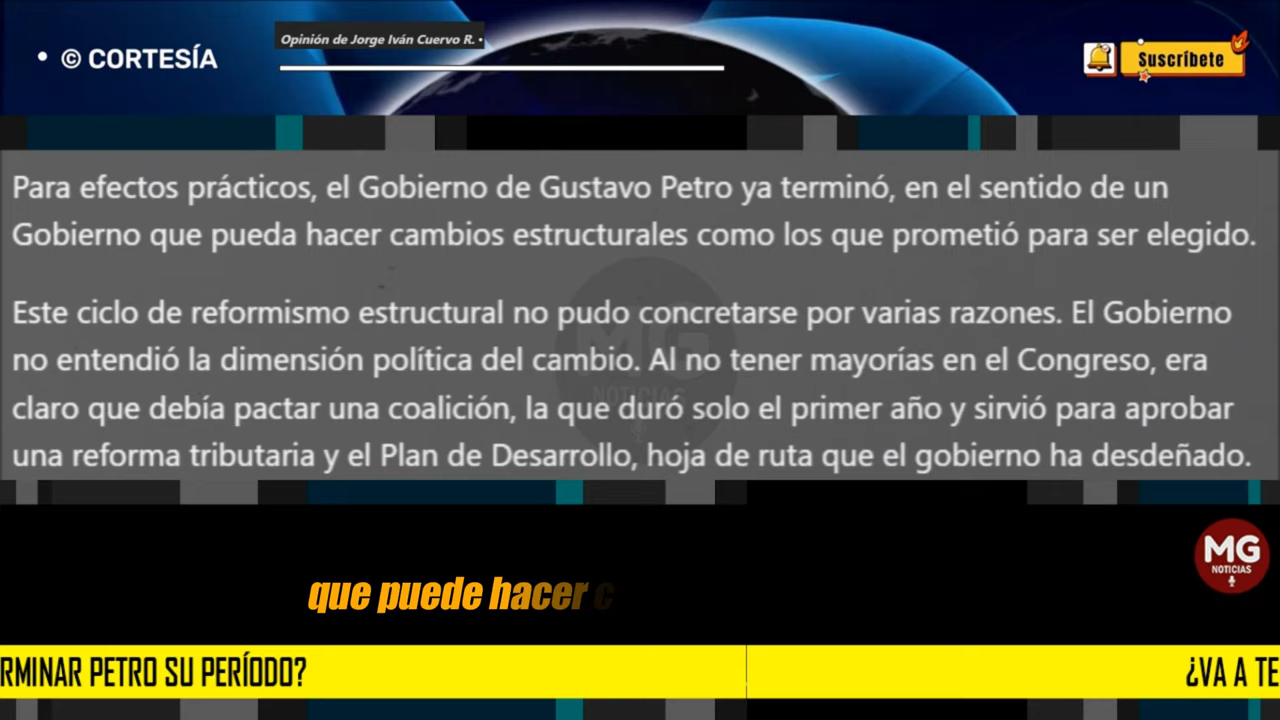 • © CORTESÍA
Opinión de Jorge Iván Cuervo R. •
Suscríbete
Para efectos prácticos, el Gobierno de Gustavo Petro ya terminó, en el sentido de un
Gobierno que pueda hacer cambios estructurales como los que prometió para ser elegido.
Este ciclo de reformismo estructural no pudo concretarse por varias razones. El Gobierno
no entendió la dimensión política del cambio. Al no tener mayorías en el Congreso, era
claro que debía pactar una coalición, la que duró solo el primer año y sirvió para aprobar
una reforma tributaria y el Plan de Desarrollo, hoja de ruta que el gobierno ha desdeñado.
MG
NOTICIAS
MG
NOTICIAS
que puede hacer c
RMINAR PETRO SU PERÍODO?
¿VA A TE